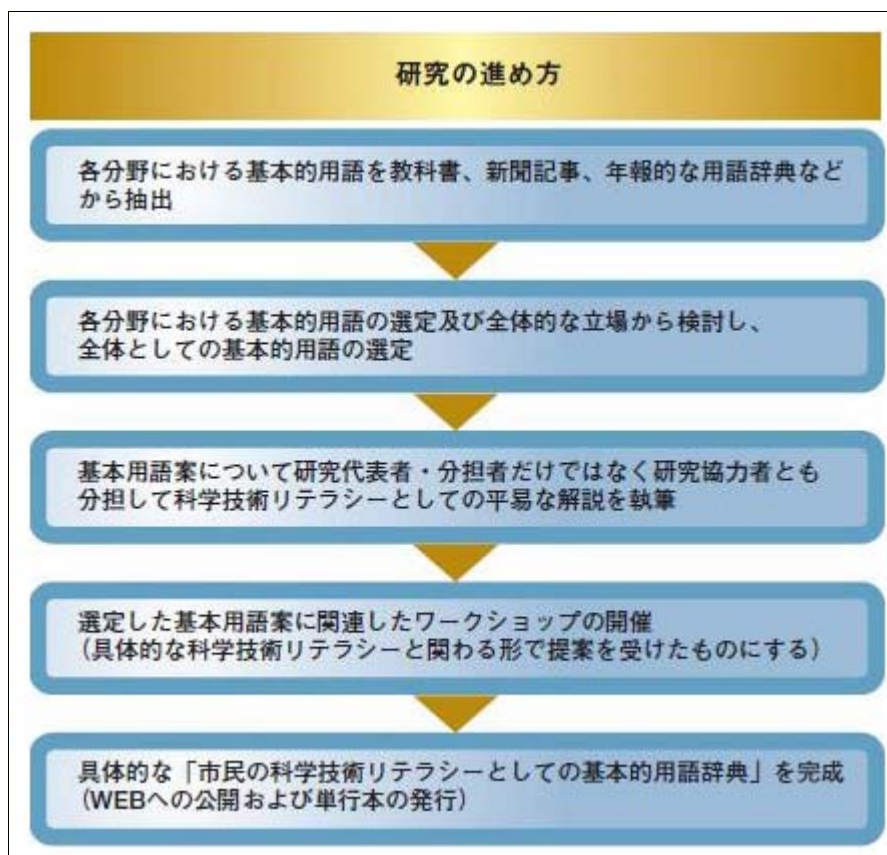 研究の進め方
各分野における基本的用語を教科書、新聞記事、年報的な用語辞典など
から抽出
各分野における基本的用語の選定及び全体的な立場から検討し、
全体としての基本的用語の選定
基本用語案について研究代表者・分担者だけではなく研究協力者とも
分担して科学技術リテラシーとしての平易な解説を執筆
選定した基本用語案に関連したワークショップの開催
(具体的な科学技術リテラシーと関わる形で提案を受けたものにする)
具体的な「市民の科学技術リテラシーとしての基本的用語辞典」を完成
(WEBへの公開および単行本の発行)